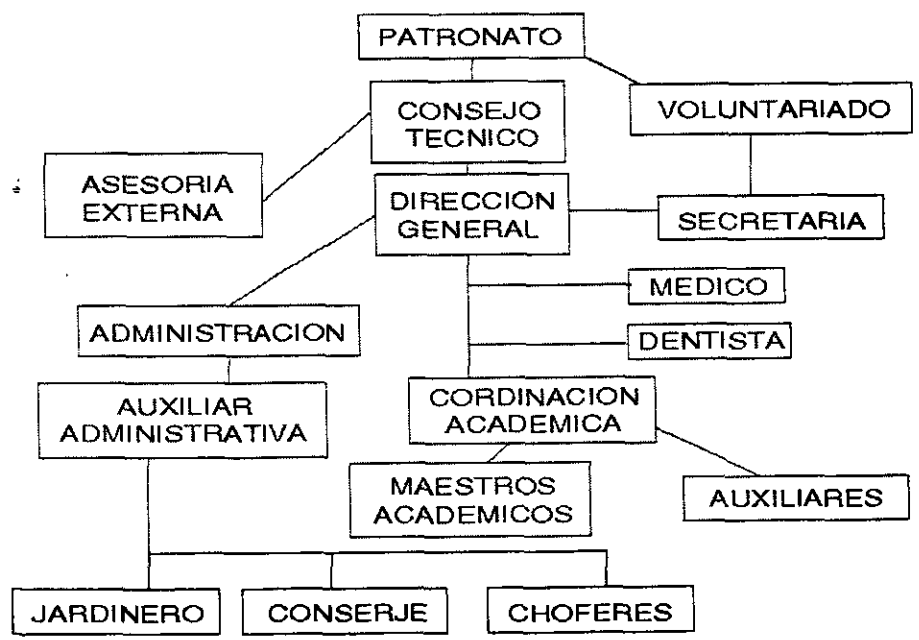 PATRONATO
CONSEJO
TECNICO
VOLUNTARIADO
ASESORIA
EXTERNA
DIRECCION
GENERAL
SECRETARIA
MEDICO
ADMINISTRACION
DENTISTA
AUXILIAR
ADMINISTRATIVA
CORDINACION
ACADEMICA
MAESTROS
ACADEMICOS
AUXILIARES
JARDINERO
CONSERJE
CHOFERES